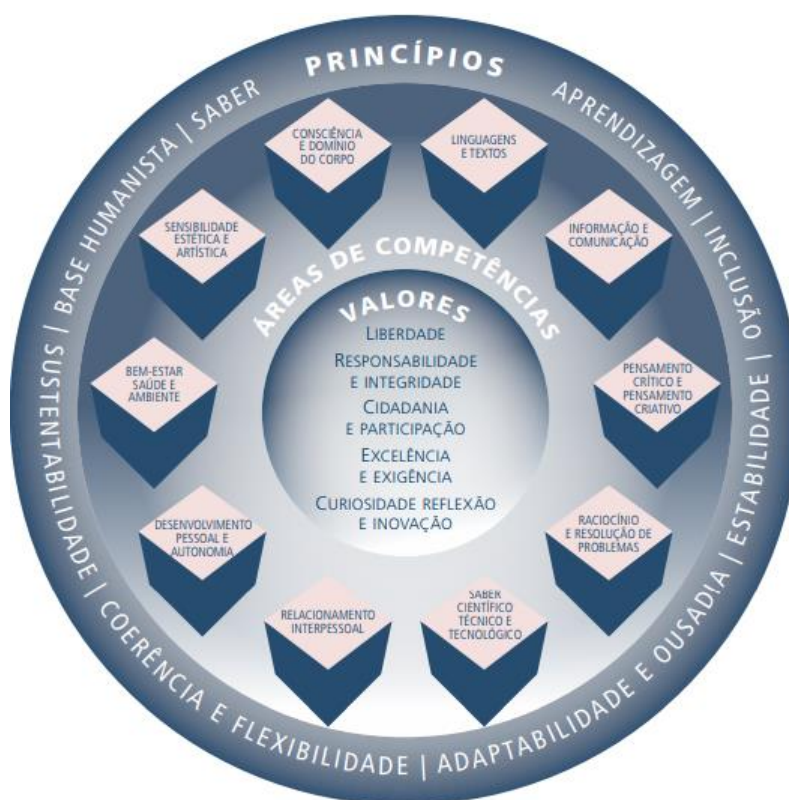 PRINCÍPIOS
APRENDIZAGEM | INCLUSÃO | ESTABILIDADE | ADAPTABILIDADE E OUSADIA | COERÊNCIA E FLEXIBILIDADE | SUSTENTABILIDADE | BASE HUMANISTA | SABER
ÁREAS DE COMPETÊNCIAS
LINGUAGENS
E TEXTOS
INFORMAÇÃO E
COMUNICAÇÃO
PENSAMENTO
CRÍTICO E
PENSAMENTO
CRIATIVO
RACIOCÍNIO
E RESOLUÇÃO DE
PROBLEMAS
SABER
CIENTÍFICO
TÉCNICO E
TECNOLÓGICO
RELACIONAMENTO
INTERPESSOAL
DESENVOLVIMENTO
PESSOAL E
AUTONOMIA
BEM-ESTAR
SAÚDE E
AMBIENTE
SENSIBILIDADE
ESTÉTICA E
ARTÍSTICA
CONSCIÊNCIA
E DOMÍNIO
DO CORPO
VALORES
LIBERDADE
RESPONSABILIDADE
E INTEGRIDADE
CIDADANIA
E PARTICIPAÇÃO
EXCELÊNCIA
E EXIGÊNCIA
CURIOSIDADE REFLEXÃO
E INOVAÇÃO